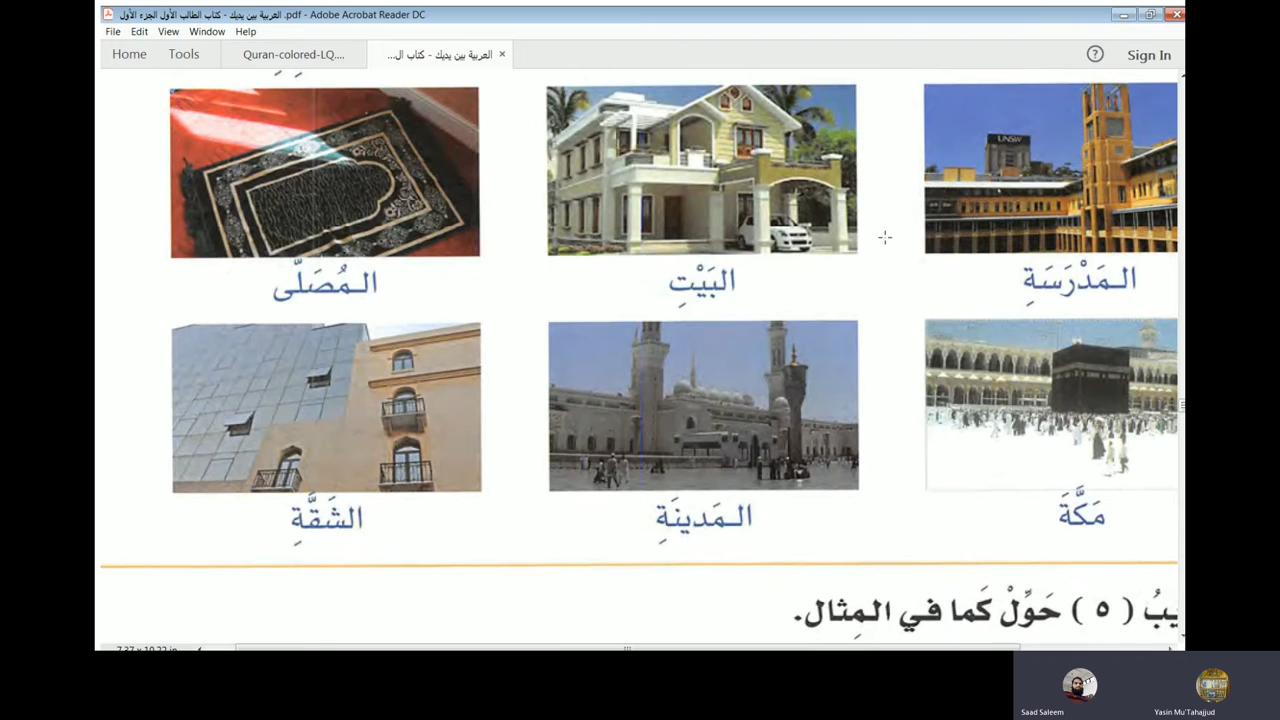 العربية بين يديك - كتاب الطالب الأول الجزء الأول .pdf - Adobe Acrobat Reader DC
File Edit View Window Help
Home Tools Quran-colored-LQ.... العربية بين يديك - كتاب ال... × ? Sign In
UNSW
المَدْرَسَةِ البَيْتِ المُصَلَّى
مَكَّةَ المَدينَةِ الشَقَّةِ
يبُ ( ٥ ) حَوِّلْ كَما في المِثال.
Saad Saleem Yasin Mu`Tahajjud